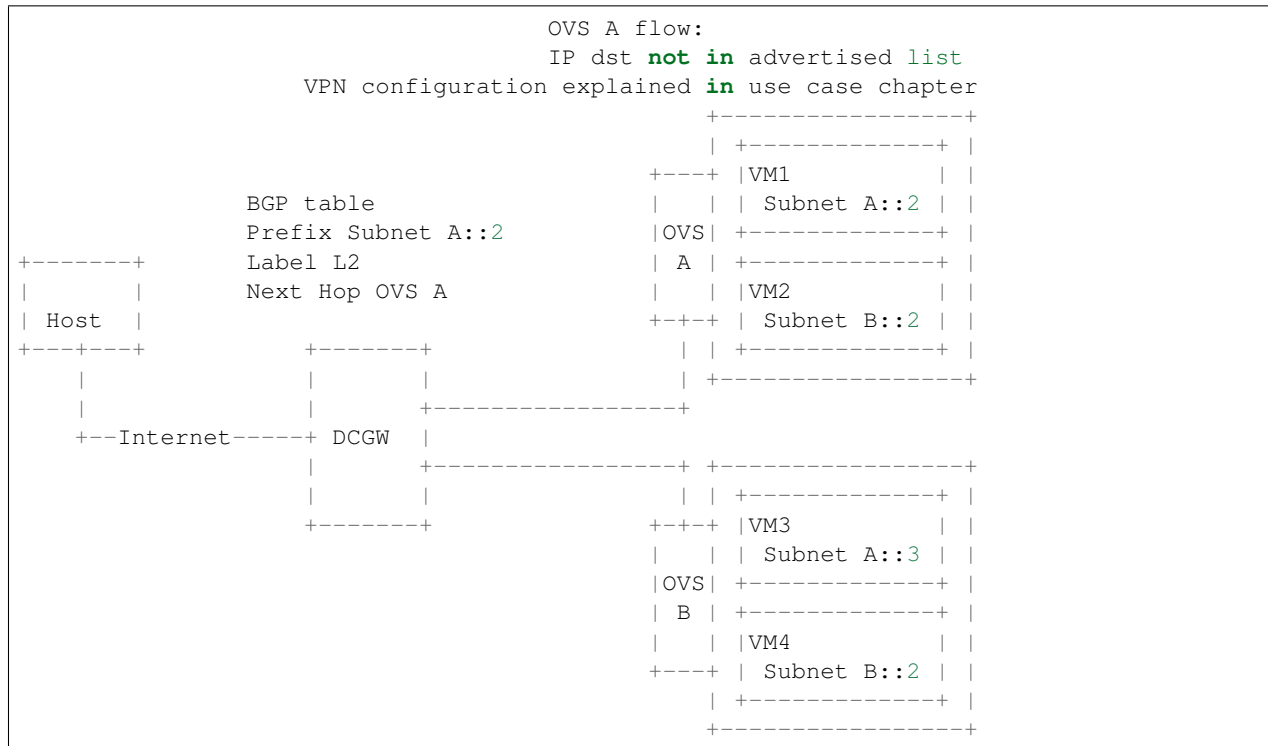 OVS A flow:
IP dst not in advertised list
VPN configuration explained in use case chapter
+-----------------+
| +-------------+ |
+---+ |VM1 | |
BGP table | | | Subnet A::2 | |
Prefix Subnet A::2 |OVS| +-------------+ |
+-------+ Label L2 | A | +-------------+ |
| | Next Hop OVS A | | |VM2 | |
| Host | +-+-+ | Subnet B::2 | |
+---+---+ +-------+ | | +-------------+ |
| | | | +-----------------+
| | +-----------------+
+--Internet-----+ DCGW |
| +-----------------+ +-----------------+
| | | | +-------------+ |
+-------+ +-+-+ |VM3 | |
| | | Subnet A::3 | |
|OVS| +-------------+ |
| B | +-------------+ |
| | |VM4 | |
+---+ | Subnet B::2 | |
| +-------------+ |
+-----------------+